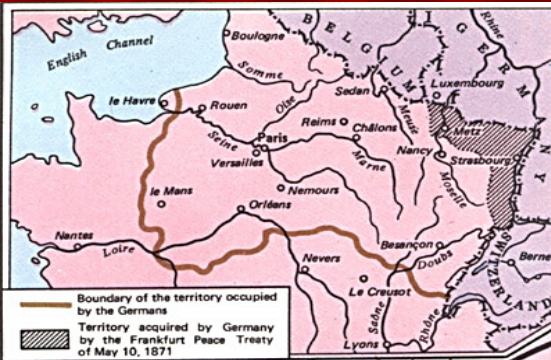 Boulogne
BELGIUM
GERMANY
Rhine
English Channel
Somme
Sedan
Luxembourg
le Havre
Rouen
Oise
Meuse
Metz
Reims
Châlons
Seine
Paris
Versailles
Marne
Nancy
Strasbourg
Moselle
le Mans
Nemours
Orléans
Nantes
Loire
Besançon
Doubs
SWITZERLAND
Berne
Nevers
Le Creusot
Saône
Rhône
Lyons
Boundary of the territory occupied
by the Germans
Territory acquired by Germany
by the Frankfurt Peace Treaty
of May 10, 1871